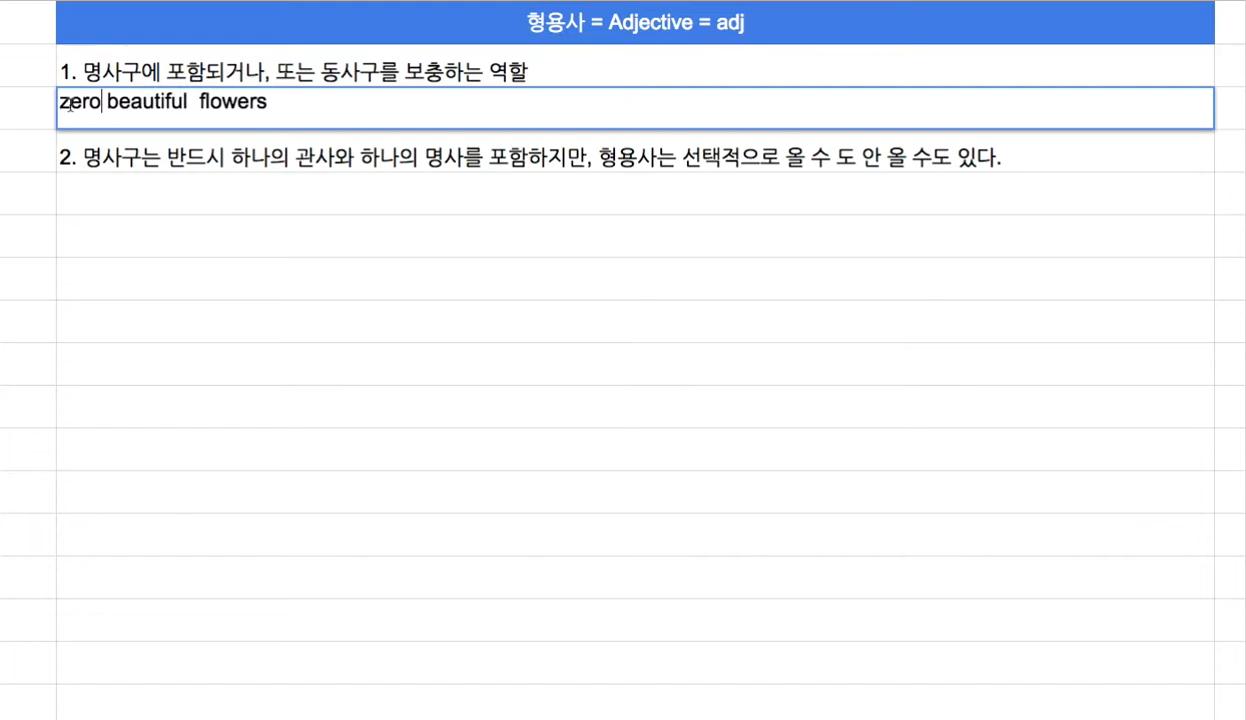 형용사 = Adjective = adj
1. 명사구에 포함되거나, 또는 동사구를 보충하는 역할
zero beautiful  flowers
2. 명사구는 반드시 하나의 관사와 하나의 명사를 포함하지만, 형용사는 선택적으로 올 수 도 안 올 수도 있다.